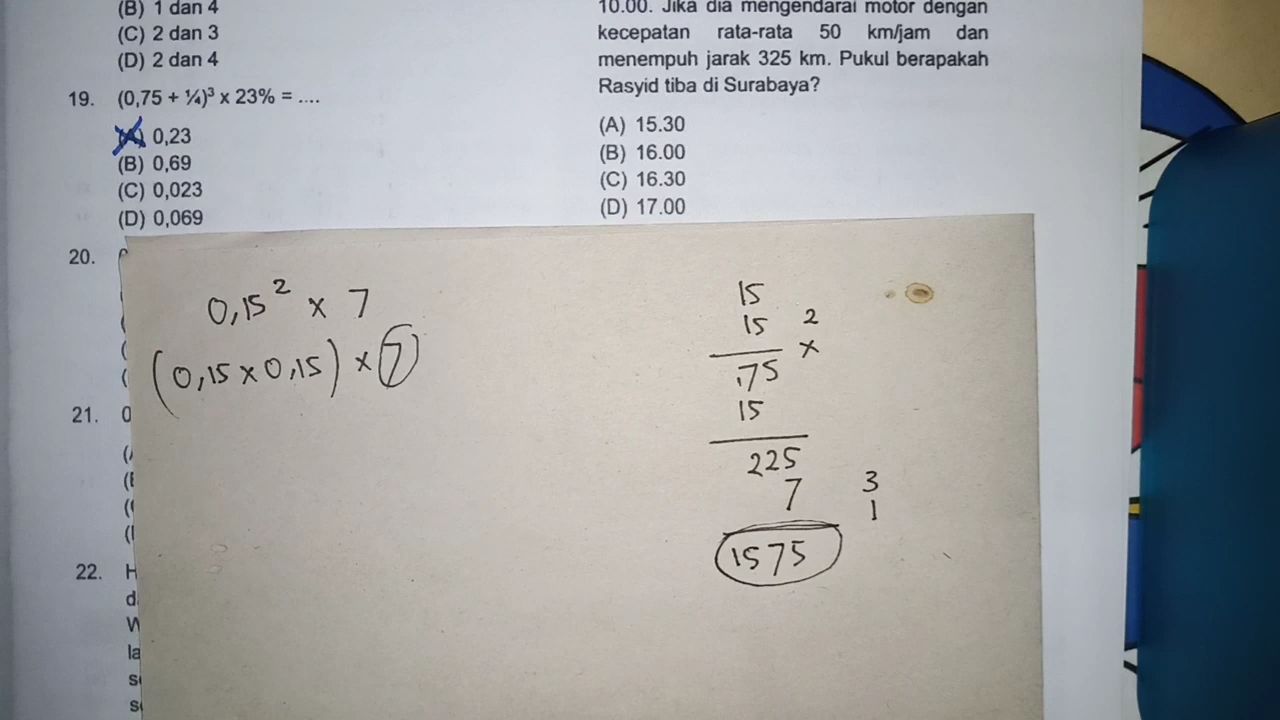 (B) 1 dan 4
(C) 2 dan 3
(D) 2 dan 4
19. (0,75 + ¼)³ x 23% = ....
(A) 0,23
(B) 0,69
(C) 0,023
(D) 0,069
20.
21. 0
22. H
d
W
la
s
s
10.00. Jika dia mengendarai motor dengan
kecepatan rata-rata 50 km/jam dan
menempuh jarak 325 km. Pukul berapakah
Rasyid tiba di Surabaya?
(A) 15.30
(B) 16.00
(C) 16.30
(D) 17.00
0,15² x 7
(0,15 x 0,15) x 7
15
15 2
x
75
15
225
7 3
1
1575